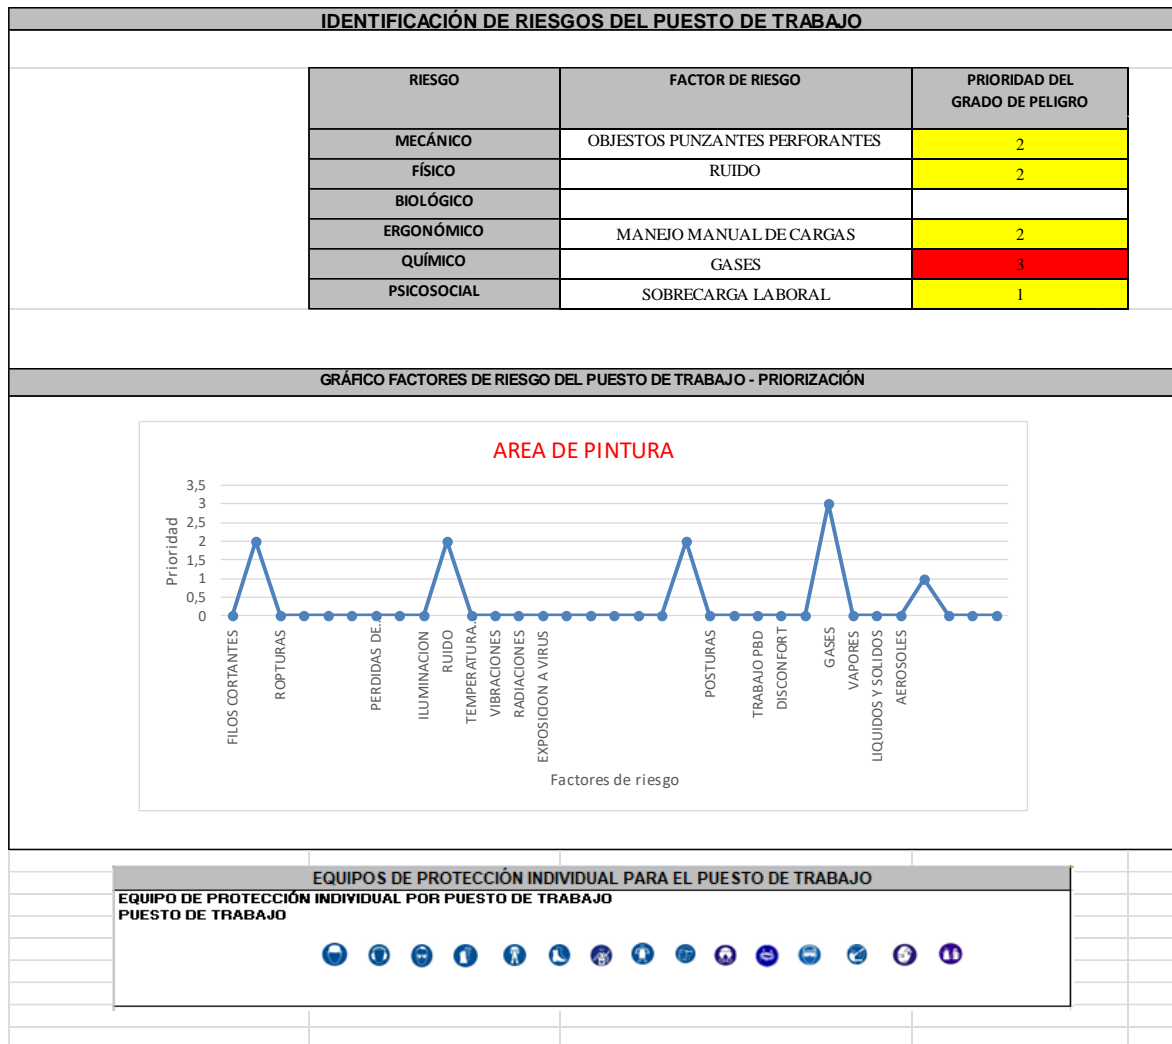 IDENTIFICACIÓN DE RIESGOS DEL PUESTO DE TRABAJO
RIESGO FACTOR DE RIESGO PRIORIDAD DEL
GRADO DE PELIGRO
MECÁNICO OBJESTOS PUNZANTES PERFORANTES 2
FÍSICO RUIDO 2
BIOLÓGICO
ERGONÓMICO MANEJO MANUAL DE CARGAS 2
QUÍMICO GASES 3
PSICOSOCIAL SOBRECARGA LABORAL 1
GRÁFICO FACTORES DE RIESGO DEL PUESTO DE TRABAJO - PRIORIZACIÓN
AREA DE PINTURA
Prioridad
3,5
3
2,5
2
1,5
1
0,5
0
FILOS CORTANTES
ROPTURAS
PERDIDAS DE..
ILUMINACION
RUIDO
TEMPERATURA..
VIBRACIONES
RADIACIONES
EXPOSICION A VIRUS
POSTURAS
TRABAJO PBD
DISCONFORT
GASES
VAPORES
LIQUIDOS Y SOLIDOS
AEROSOLES
Factores de riesgo
EQUIPOS DE PROTECCIÓN INDIVIDUAL PARA EL PUESTO DE TRABAJO
EQUIPO DE PROTECCIÓN INDIVIDUAL POR PUESTO DE TRABAJO
PUESTO DE TRABAJO